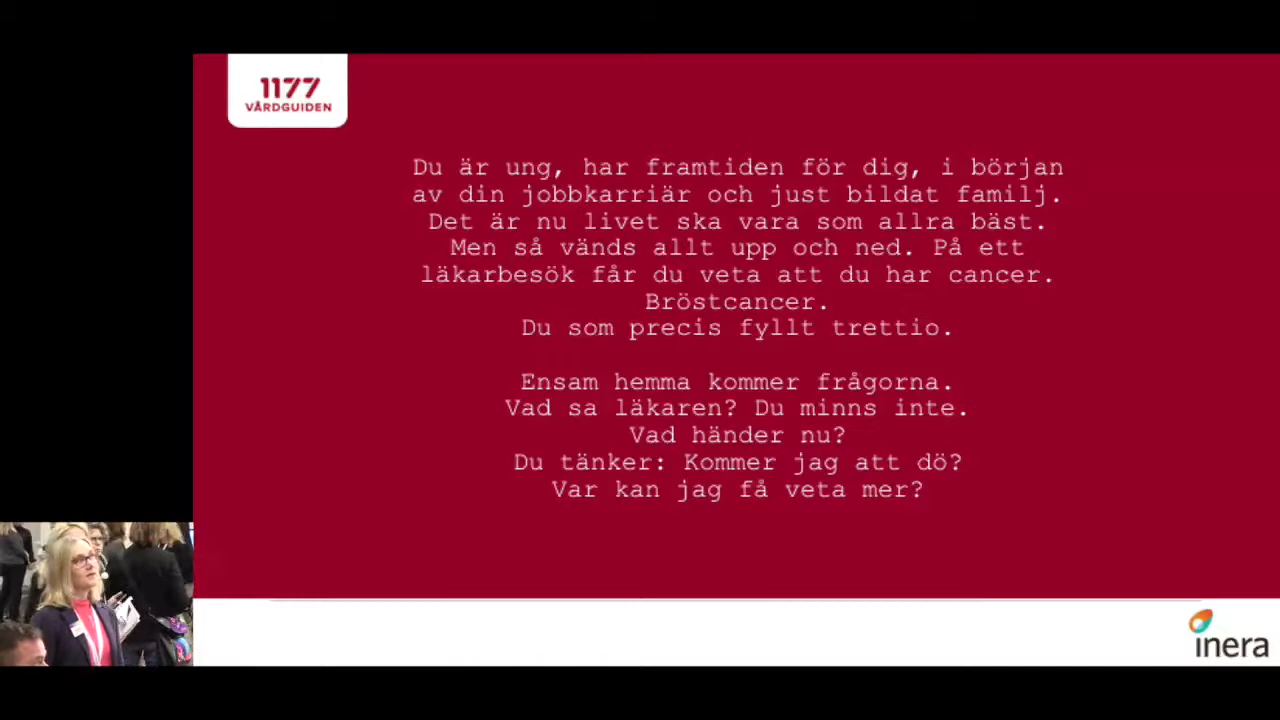 1177
VÅRDGUIDEN
Du är ung, har framtiden för dig, i början
av din jobbkarriär och just bildat familj.
Det är nu livet ska vara som allra bäst.
Men så vänds allt upp och ned. På ett
läkarbesök får du veta att du har cancer.
Bröstcancer.
Du som precis fyllt trettio.
Ensam hemma kommer frågorna.
Vad sa läkaren? Du minns inte.
Vad händer nu?
Du tänker: Kommer jag att dö?
Var kan jag få veta mer?
inera